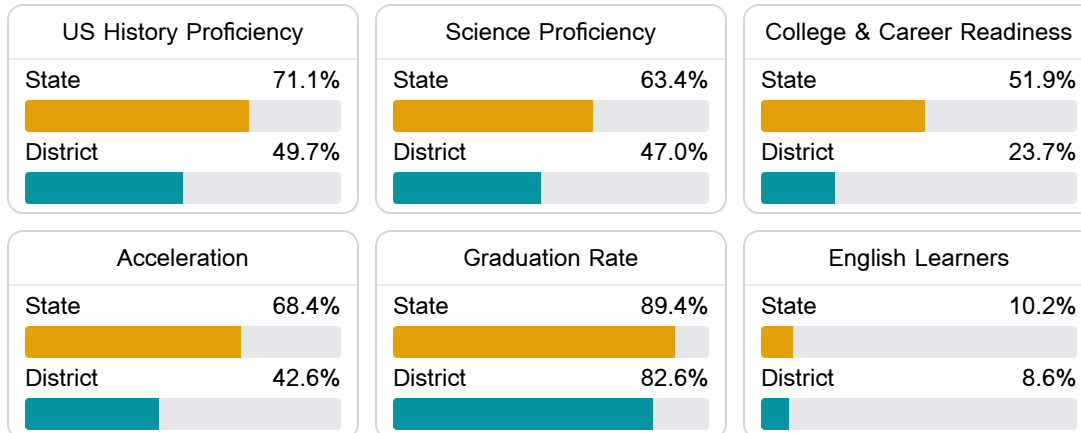 US History Proficiency
State 71.1%
District 49.7%
Science Proficiency
State 63.4%
District 47.0%
College & Career Readiness
State 51.9%
District 23.7%
Acceleration
State 68.4%
District 42.6%
Graduation Rate
State 89.4%
District 82.6%
English Learners
State 10.2%
District 8.6%